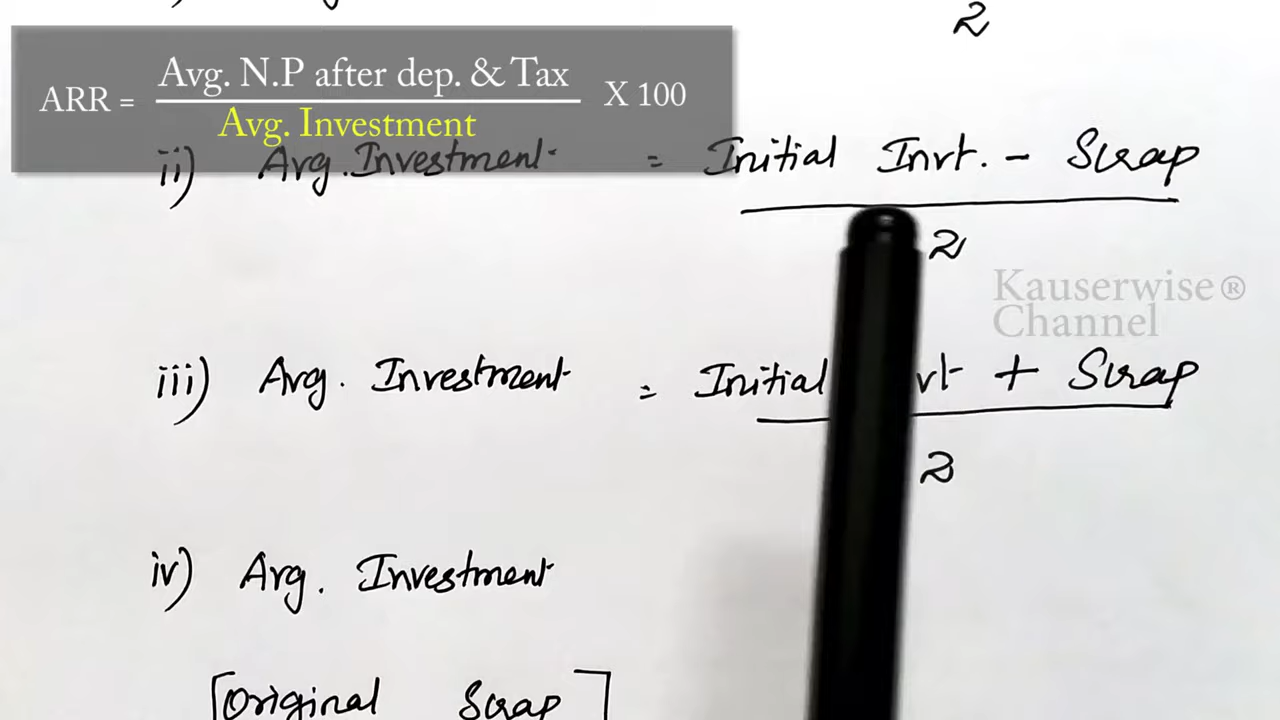 2
ARR = Avg. N.P after dep. & Tax X 100
Avg. Investment
ii) Avg. Investment = Initial Invt. - Scrap
2
Kauserwise®
Channel
iii) Avg. Investment = Initial vt + Scrap
2
iv) Avg. Investment
[Original Scrap]